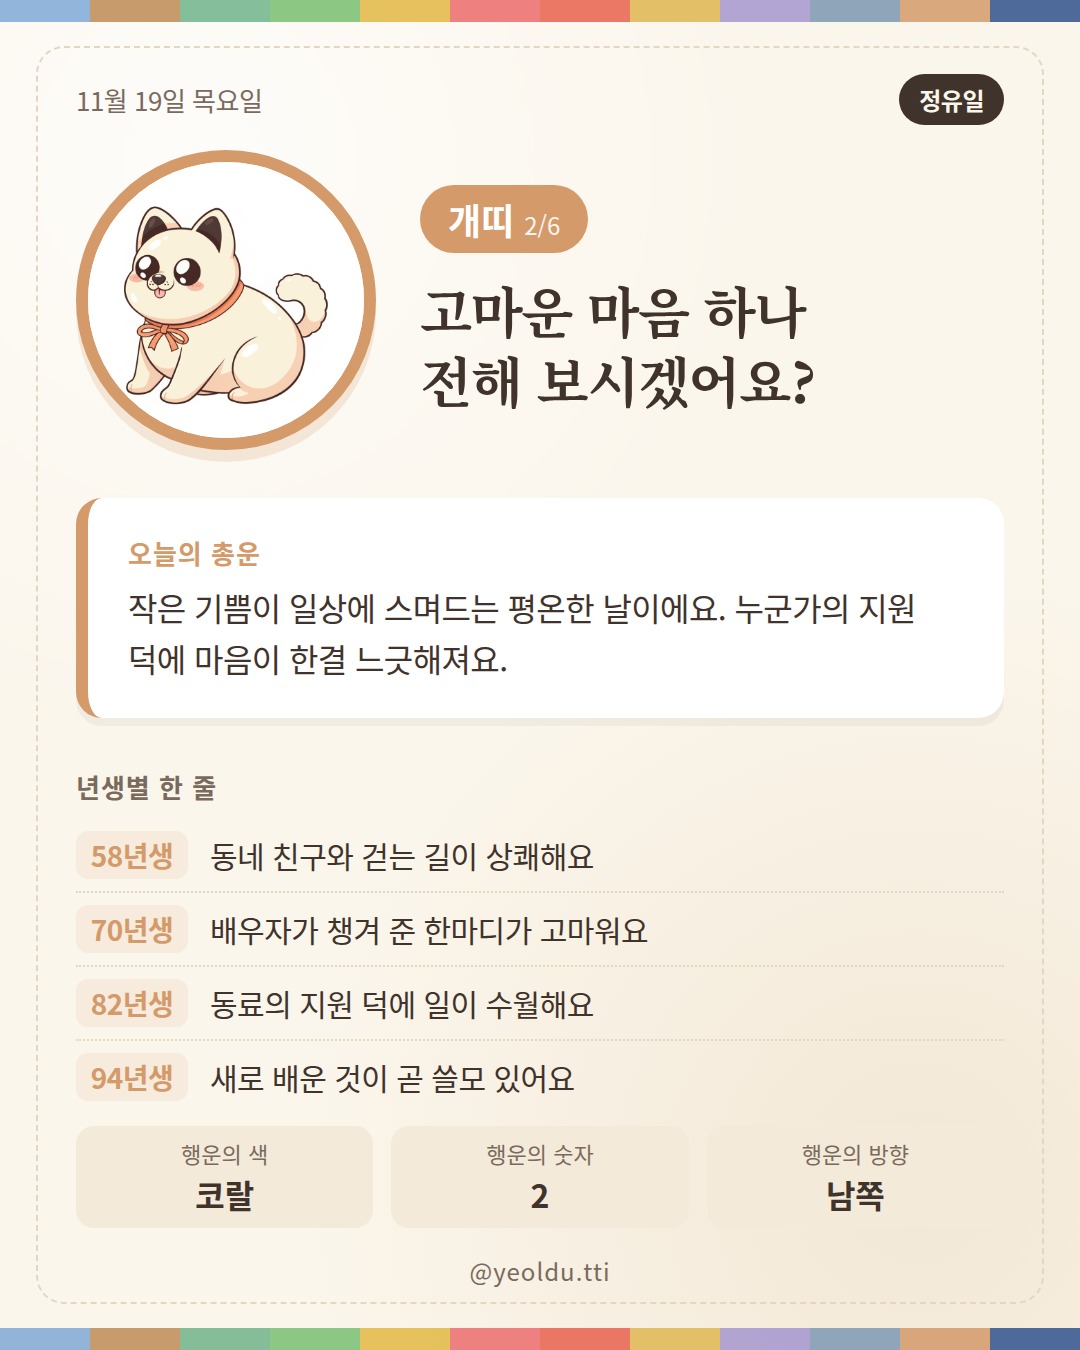 11월 19일 목요일
정유일
개띠 2/6
고마운 마음 하나
전해 보시겠어요?
오늘의 총운
작은 기쁨이 일상에 스며드는 평온한 날이에요. 누군가의 지원
덕에 마음이 한결 느긋해져요.
년생별 한 줄
58년생 동네 친구와 걷는 길이 상쾌해요
70년생 배우자가 챙겨 준 한마디가 고마워요
82년생 동료의 지원 덕에 일이 수월해요
94년생 새로 배운 것이 곧 쓸모 있어요
행운의 색
코랄
행운의 숫자
2
행운의 방향
남쪽
@yeoldu.tti